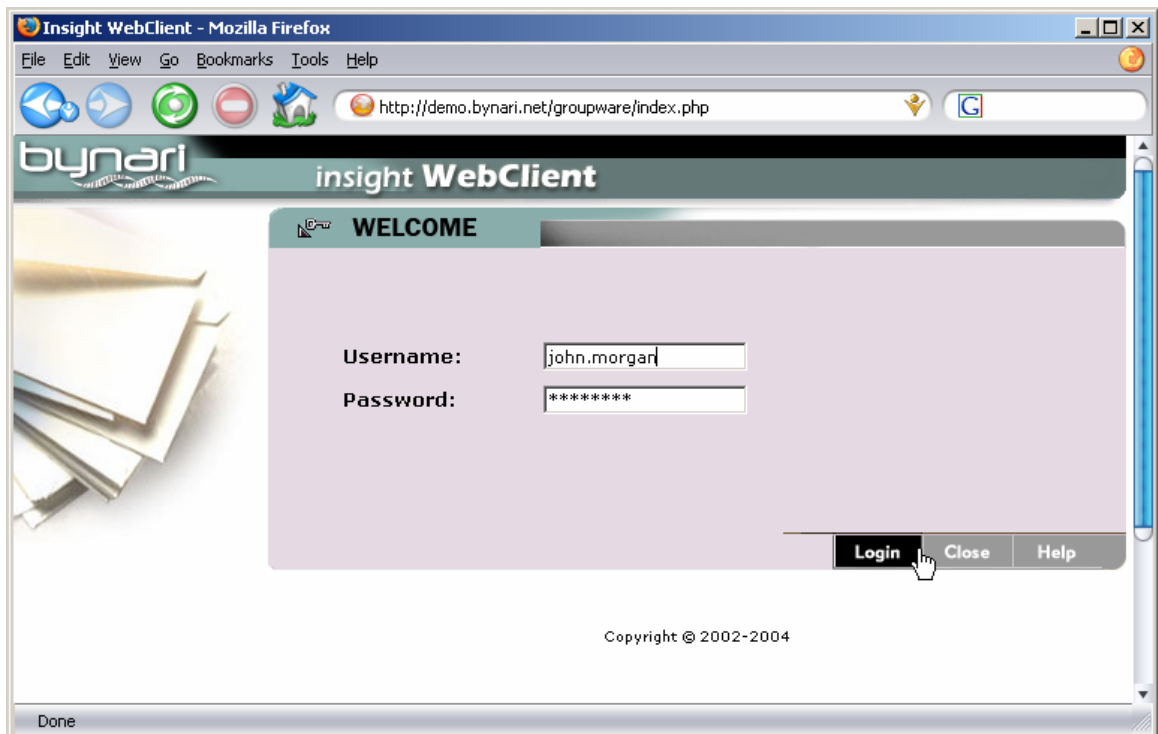 Insight WebClient - Mozilla Firefox
File Edit View Go Bookmarks Tools Help
http://demo.bynari.net/groupware/index.php G
bynari
insight WebClient
WELCOME
Username: john.morgan
Password: ********
Login Close Help
Copyright © 2002-2004
Done